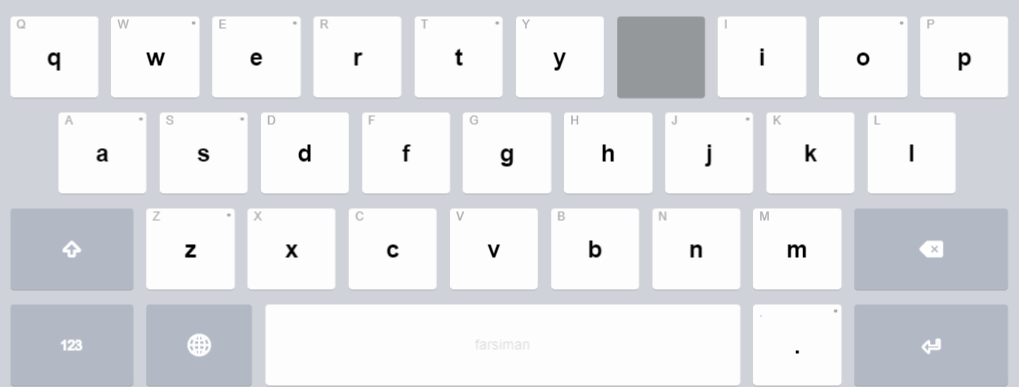 Q W E R T Y I O P
q w e r t y i o p
A S D F G H J K L
a s d f g h j k l
Z X C V B N M
z x c v b n m
123 farsiman .